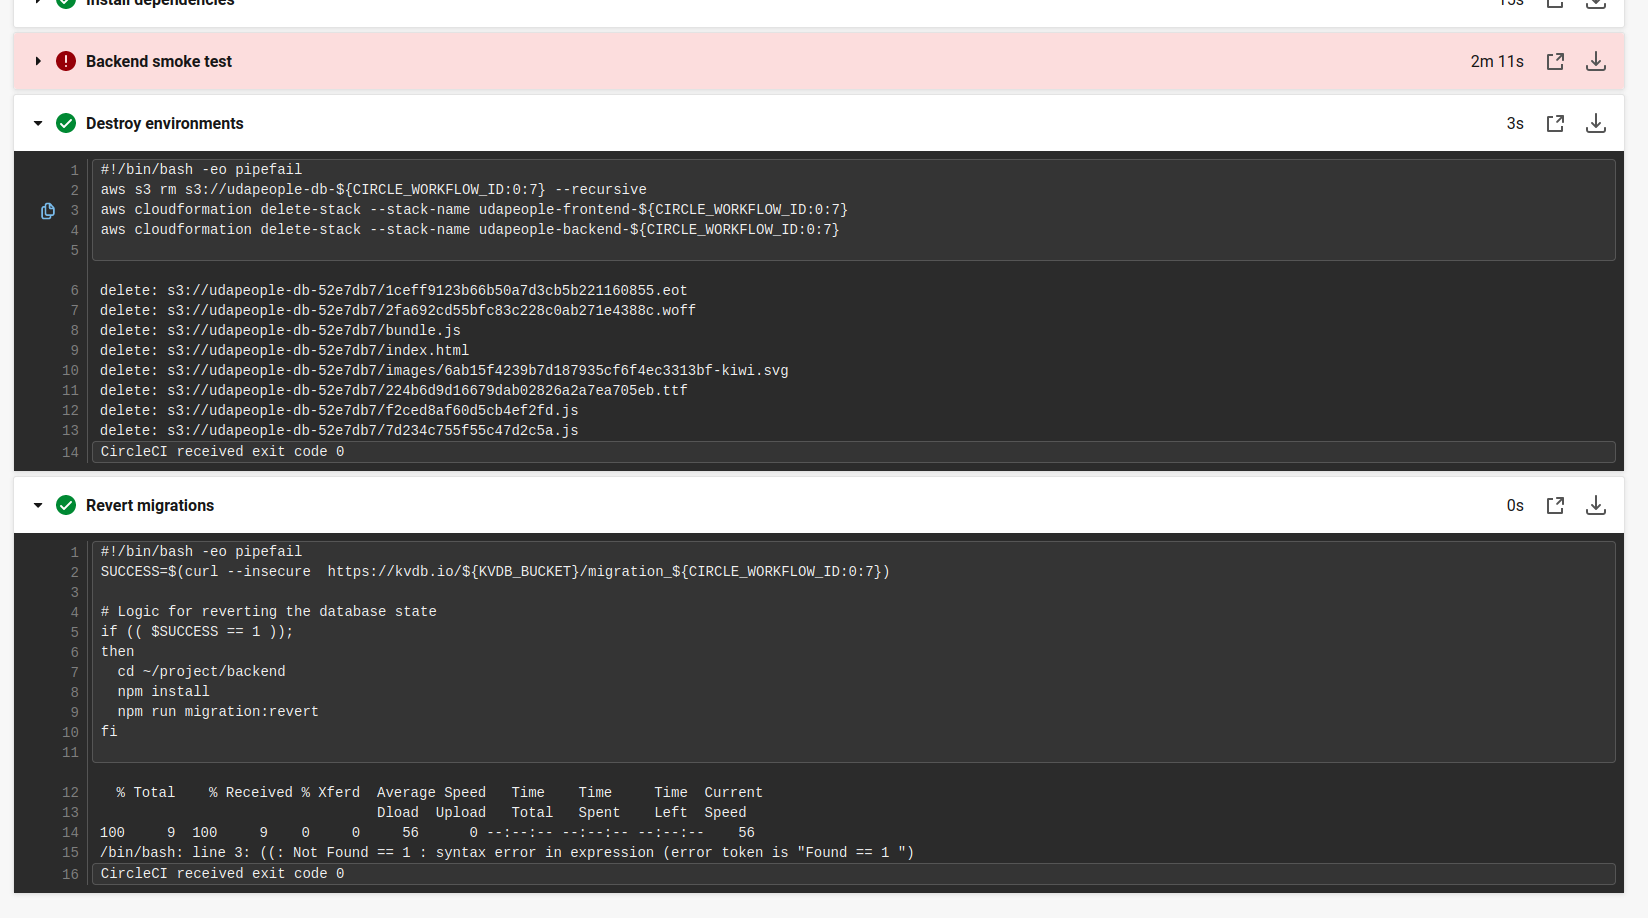 Install dependencies 15s
Backend smoke test 2m 11s
Destroy environments 3s
1 #!/bin/bash -eo pipefail
2 aws s3 rm s3://udapeople-db-${CIRCLE_WORKFLOW_ID:0:7} --recursive
3 aws cloudformation delete-stack --stack-name udapeople-frontend-${CIRCLE_WORKFLOW_ID:0:7}
4 aws cloudformation delete-stack --stack-name udapeople-backend-${CIRCLE_WORKFLOW_ID:0:7}
5
6 delete: s3://udapeople-db-52e7db7/1ceff9123b66b50a7d3cb5b221160855.eot
7 delete: s3://udapeople-db-52e7db7/2fa692cd55bfc83c228c0ab271e4388c.woff
8 delete: s3://udapeople-db-52e7db7/bundle.js
9 delete: s3://udapeople-db-52e7db7/index.html
10 delete: s3://udapeople-db-52e7db7/images/6ab15f4239b7d187935cf6f4ec3313bf-kiwi.svg
11 delete: s3://udapeople-db-52e7db7/224b6d9d16679dab02826a2a7ea705eb.ttf
12 delete: s3://udapeople-db-52e7db7/f2ced8af60d5cb4ef2fd.js
13 delete: s3://udapeople-db-52e7db7/7d234c755f55c47d2c5a.js
14 CircleCI received exit code 0
Revert migrations 0s
1 #!/bin/bash -eo pipefail
2 SUCCESS=$(curl --insecure  https://kvdb.io/${KVDB_BUCKET}/migration_${CIRCLE_WORKFLOW_ID:0:7})
3
4 # Logic for reverting the database state
5 if (( $SUCCESS == 1 ));
6 then
7   cd ~/project/backend
8   npm install
9   npm run migration:revert
10 fi
11
12   % Total    % Received % Xferd  Average Speed   Time    Time     Time  Current
13                                  Dload  Upload   Total   Spent    Left  Speed
14 100     9  100     9    0     0     56      0 --:--:-- --:--:-- --:--:--    56
15 /bin/bash: line 3: ((: Not Found == 1 : syntax error in expression (error token is "Found == 1 ")
16 CircleCI received exit code 0